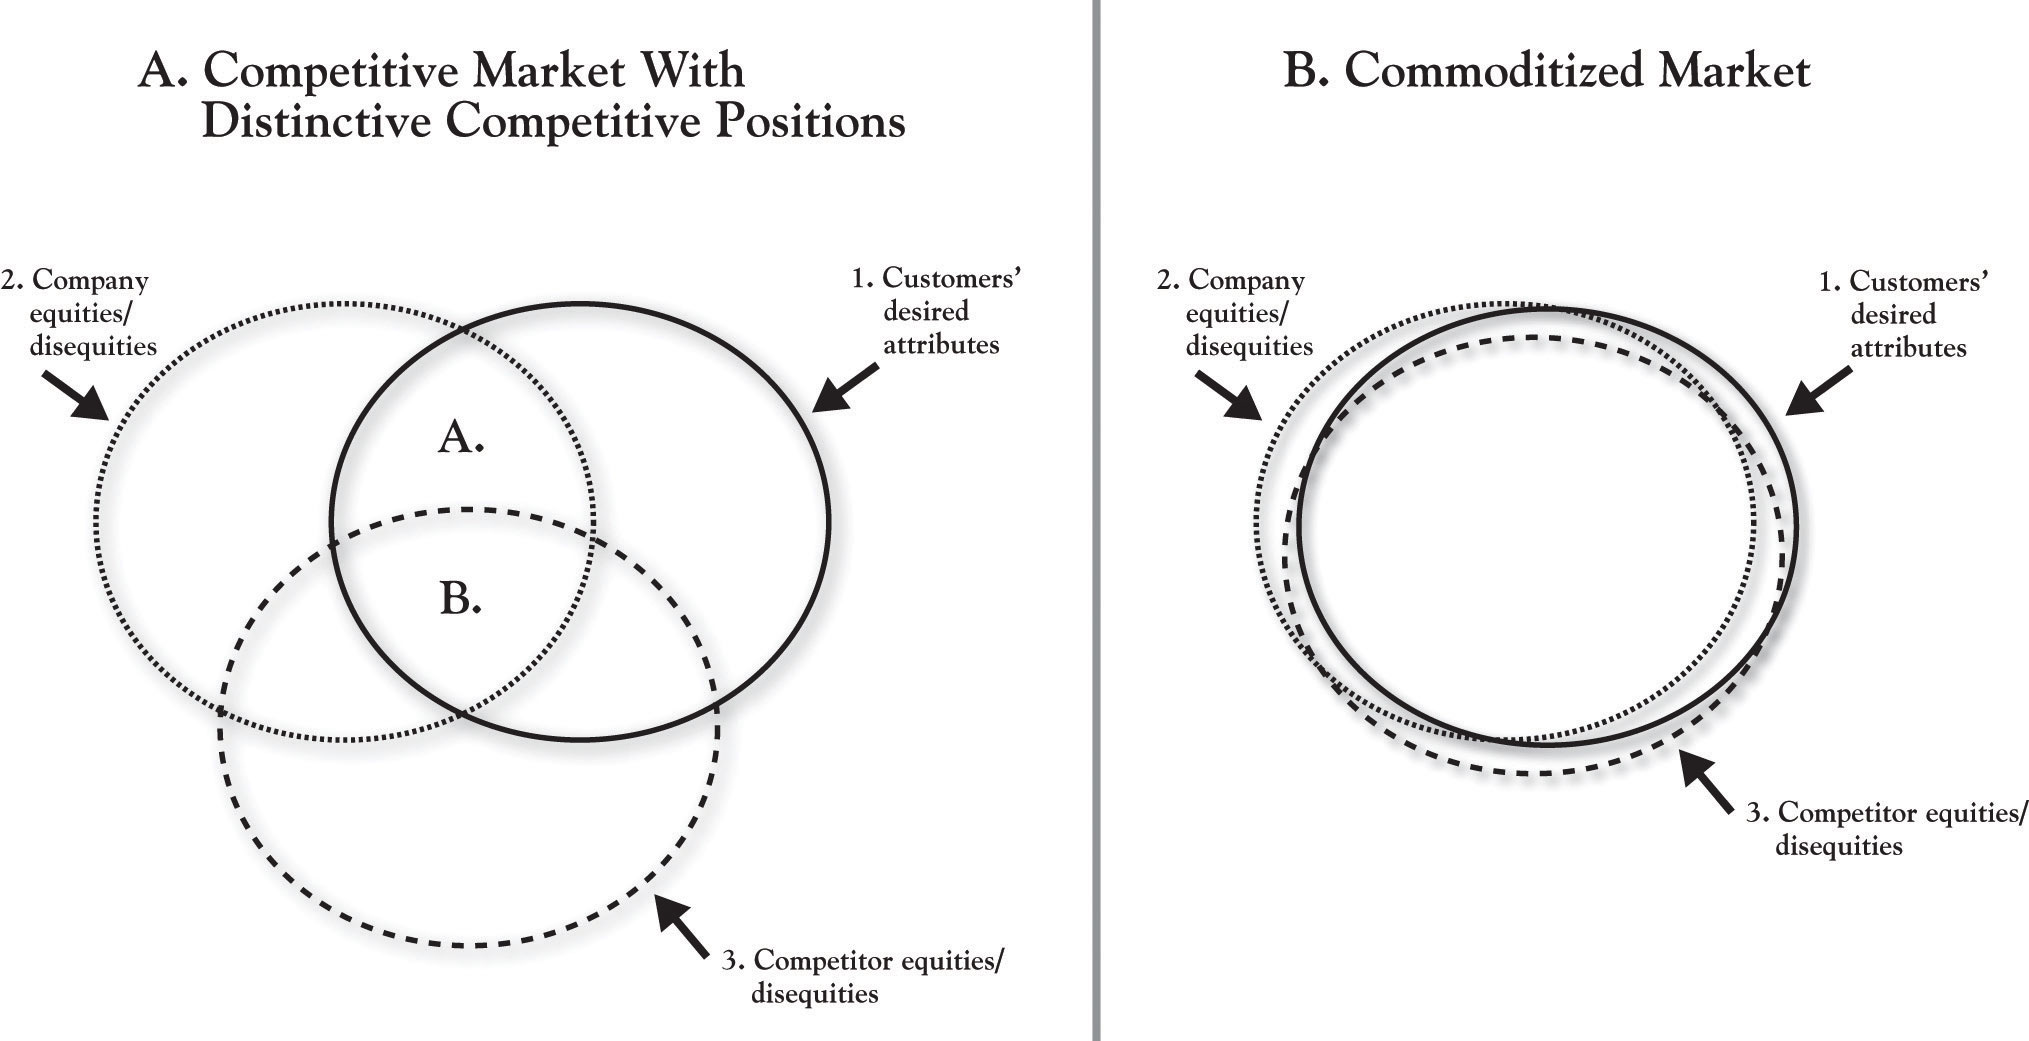 A. Competitive Market With
Distinctive Competitive Positions
2. Company
equities/
disequities
1. Customers’
desired
attributes
A.
B.
3. Competitor equities/
disequities
B. Commoditized Market
2. Company
equities/
disequities
1. Customers’
desired
attributes
3. Competitor equities/
disequities